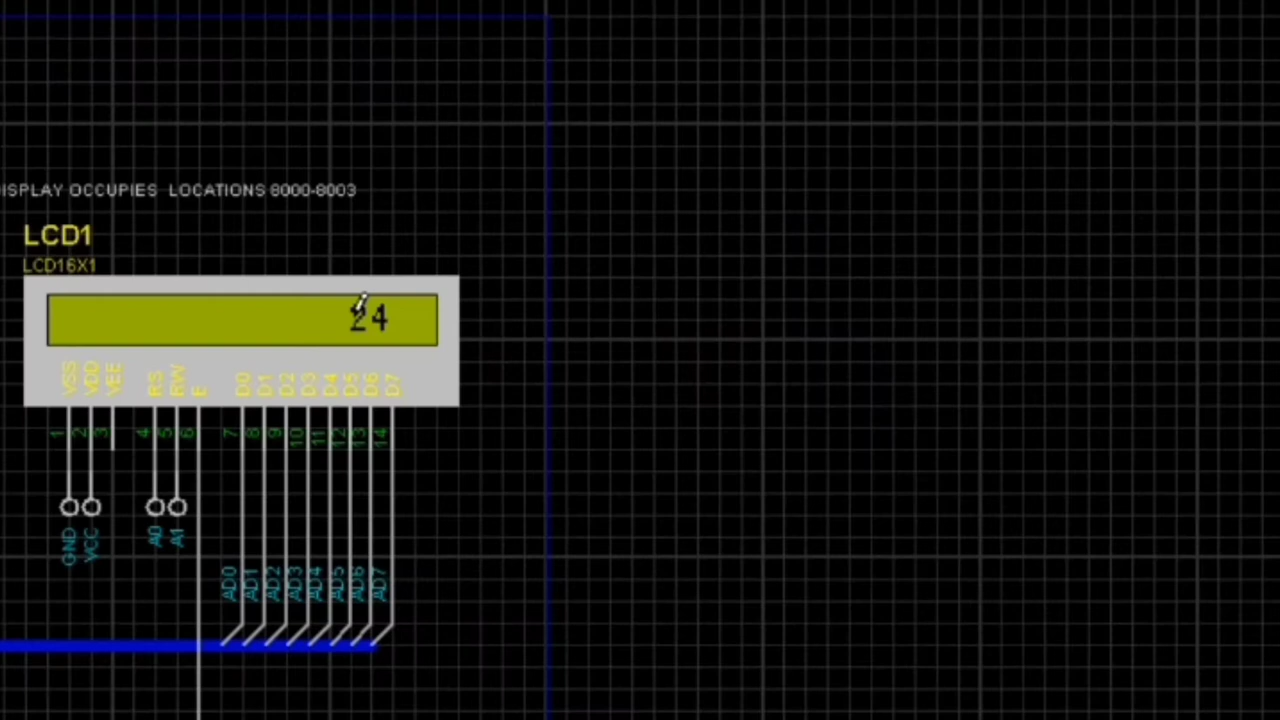 ISPLAY OCCUPIES LOCATIONS 8000-8003
LCD1
LCD16X1
24
VSS VDD VEE RS RW E D0 D1 D2 D3 D4 D5 D6 D7
1 2 3 4 5 6 7 8 9 10 11 12 13 14
GND VCC A0 A1
AD0 AD1 AD2 AD3 AD4 AD5 AD6 AD7